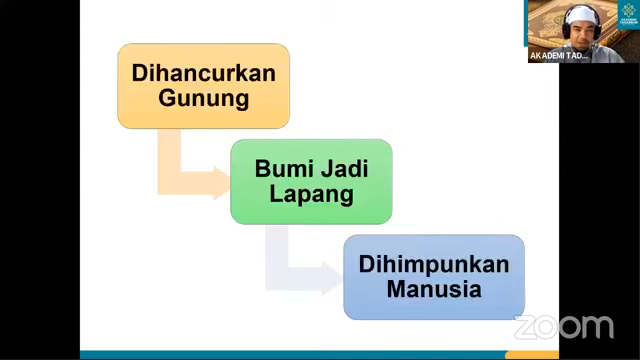 Dihancurkan
Gunung
Bumi Jadi
Lapang
Dihimpunkan
Manusia
AKADEMI TAD...
zoom